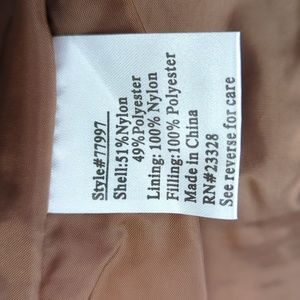 Style#77997
Shell:51%Nylon
49%Polyester
Lining: 100% Nylon
Filling:100% Polyester
Made in China
RN#23328
See reverse for care